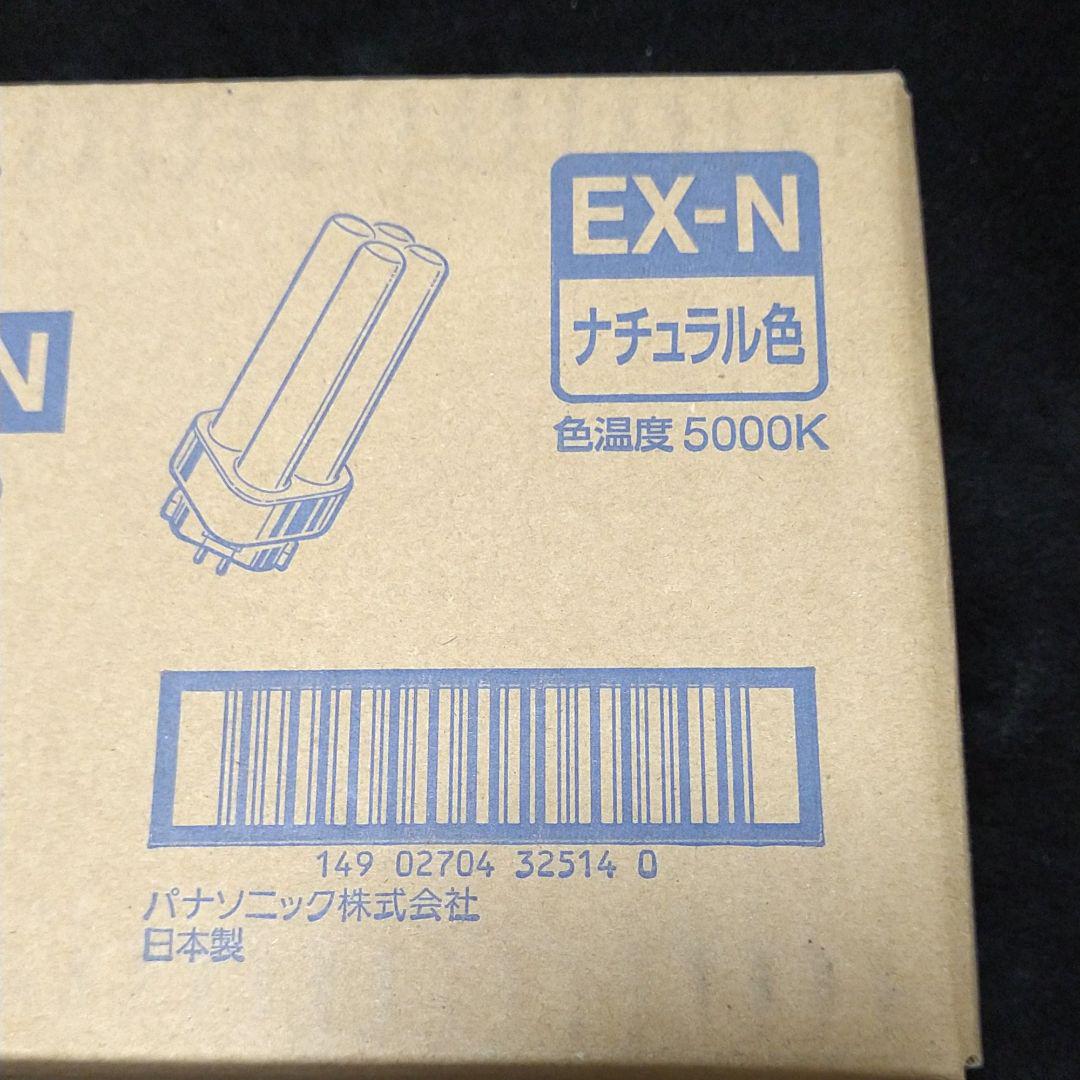 EX-N
ナチュラル色
N
色温度 5000K
149 02704 32514 0
パナソニック株式会社
日本製